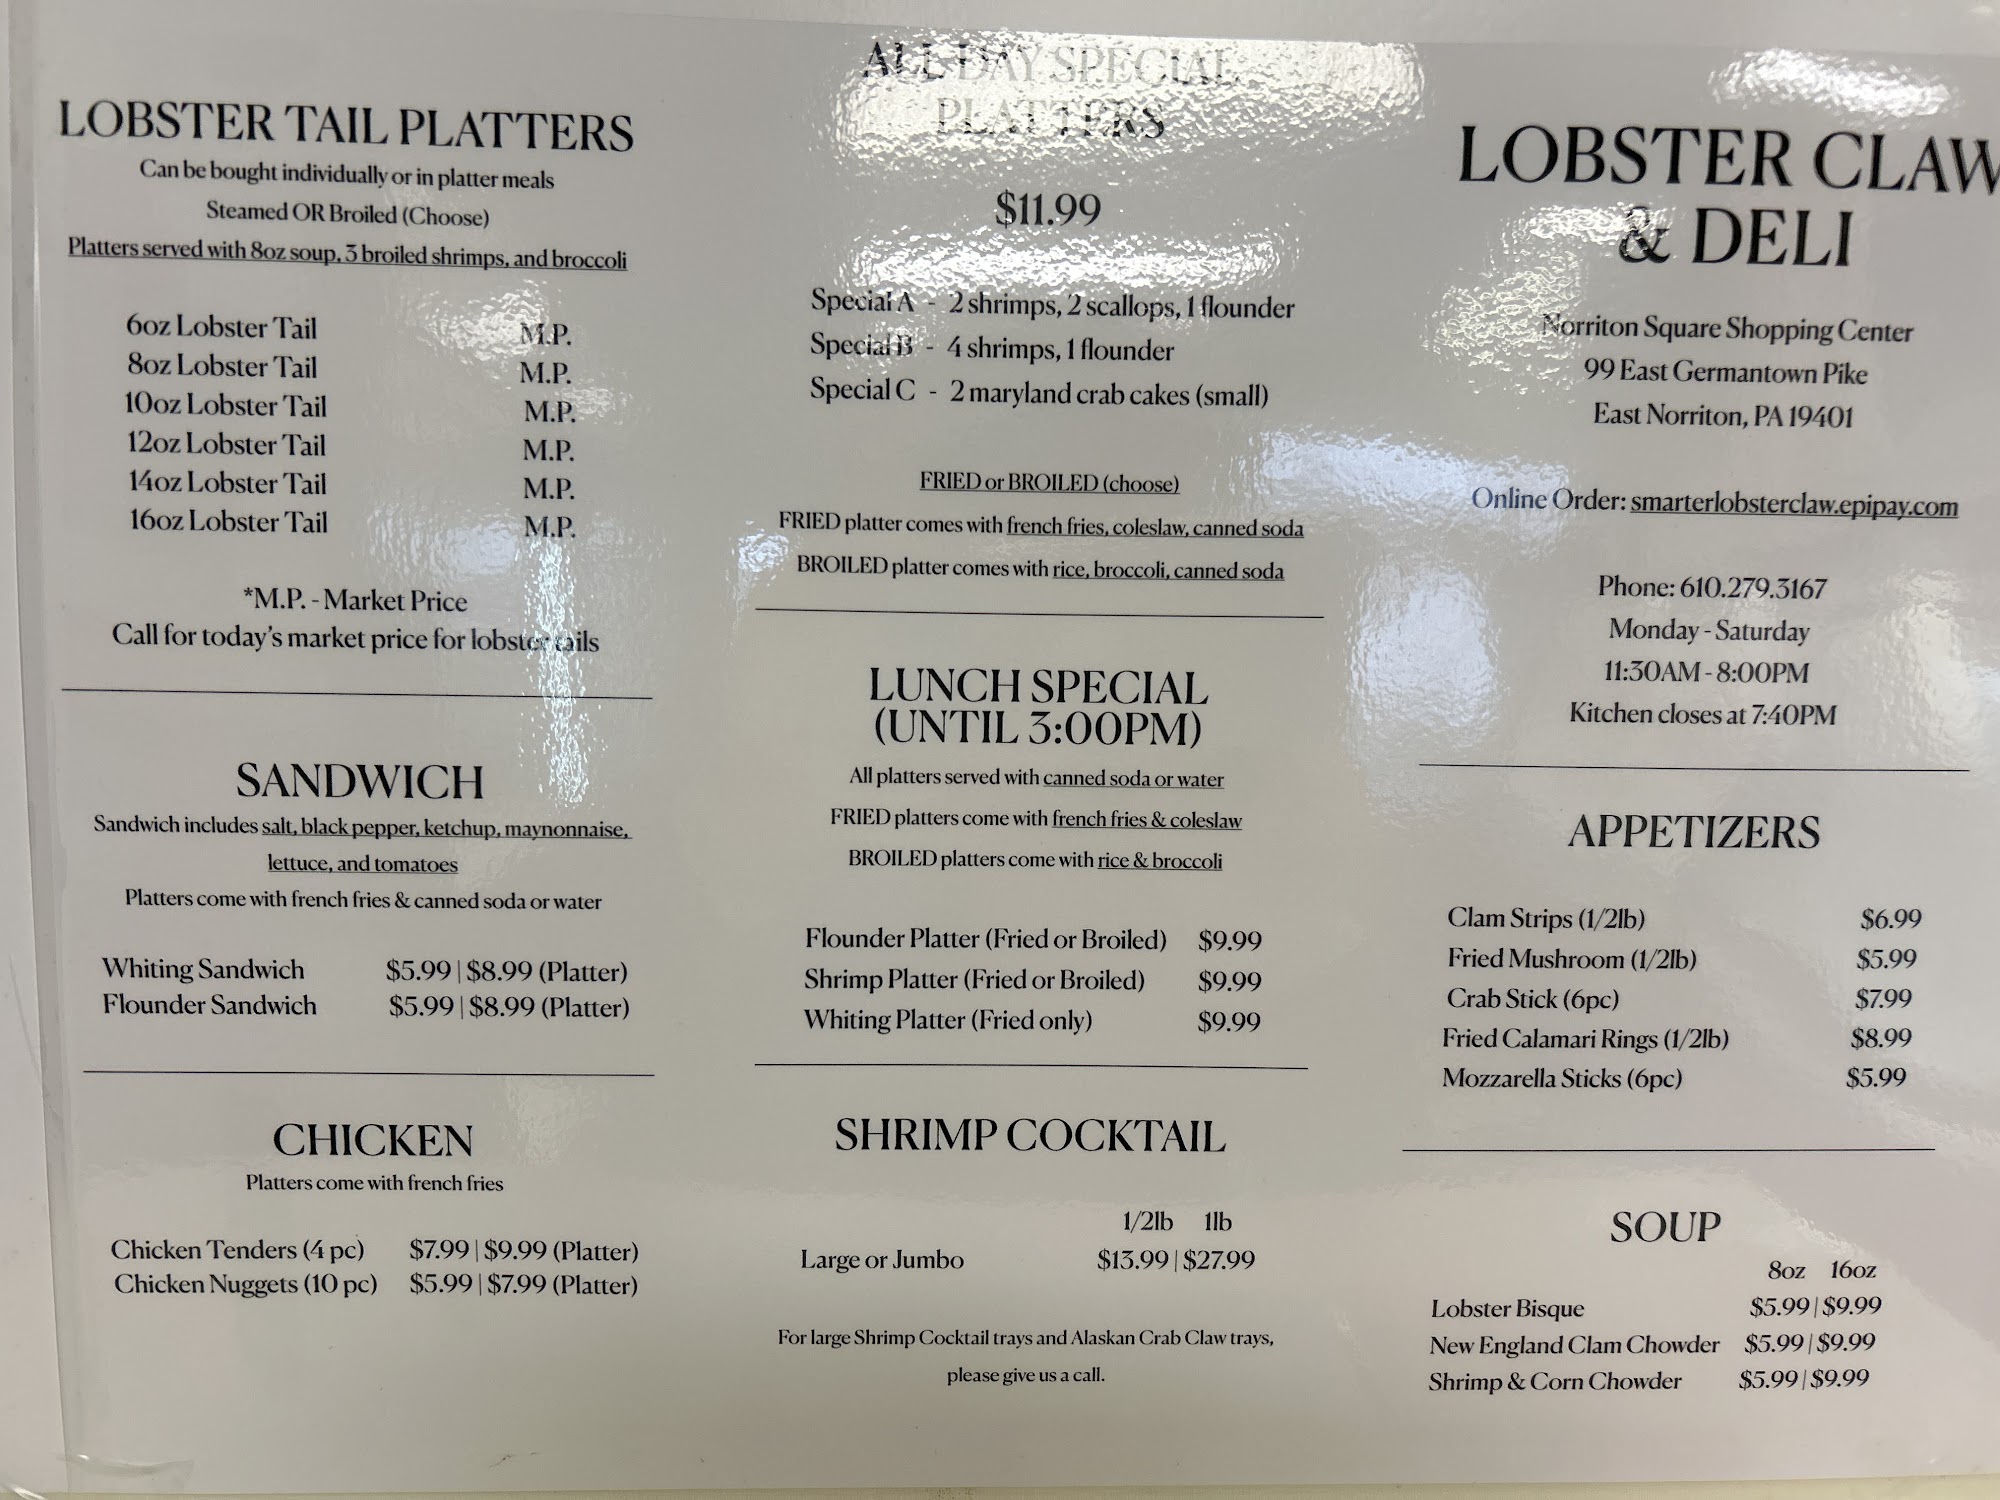 LOBSTER TAIL PLATTERS
Can be bought individually or in platter meals
Steamed OR Broiled (Choose)
Platters served with 8oz soup, 3 broiled shrimps, and broccoli
6oz Lobster Tail M.P.
8oz Lobster Tail M.P.
10oz Lobster Tail M.P.
12oz Lobster Tail M.P.
14oz Lobster Tail M.P.
16oz Lobster Tail M.P.
*M.P. - Market Price
Call for today's market price for lobster tails
SANDWICH
Sandwich includes salt, black pepper, ketchup, maynonnaise,
lettuce, and tomatoes
Platters come with french fries & canned soda or water
Whiting Sandwich $5.99 | $8.99 (Platter)
Flounder Sandwich $5.99 | $8.99 (Platter)
CHICKEN
Platters come with french fries
Chicken Tenders (4 pc) $7.99 | $9.99 (Platter)
Chicken Nuggets (10 pc) $5.99 | $7.99 (Platter)
ALL DAY SPECIAL
PLATTERS
$11.99
Special A - 2 shrimps, 2 scallops, 1 flounder
Special B - 4 shrimps, 1 flounder
Special C - 2 maryland crab cakes (small)
FRIED or BROILED (choose)
FRIED platter comes with french fries, coleslaw, canned soda
BROILED platter comes with rice, broccoli, canned soda
LUNCH SPECIAL
(UNTIL 3:00PM)
All platters served with canned soda or water
FRIED platters come with french fries & coleslaw
BROILED platters come with rice & broccoli
Flounder Platter (Fried or Broiled) $9.99
Shrimp Platter (Fried or Broiled) $9.99
Whiting Platter (Fried only) $9.99
SHRIMP COCKTAIL
1/2lb 1lb
Large or Jumbo $13.99 | $27.99
For large Shrimp Cocktail trays and Alaskan Crab Claw trays,
please give us a call.
LOBSTER CLAW
& DELI
Norriton Square Shopping Center
99 East Germantown Pike
East Norriton, PA 19401
Online Order: smarterlobsterclaw.epipay.com
Phone: 610.279.3167
Monday - Saturday
11:30AM - 8:00PM
Kitchen closes at 7:40PM
APPETIZERS
Clam Strips (1/2lb) $6.99
Fried Mushroom (1/2lb) $5.99
Crab Stick (6pc) $7.99
Fried Calamari Rings (1/2lb) $8.99
Mozzarella Sticks (6pc) $5.99
SOUP
8oz 16oz
Lobster Bisque $5.99 | $9.99
New England Clam Chowder $5.99 | $9.99
Shrimp & Corn Chowder $5.99 | $9.99